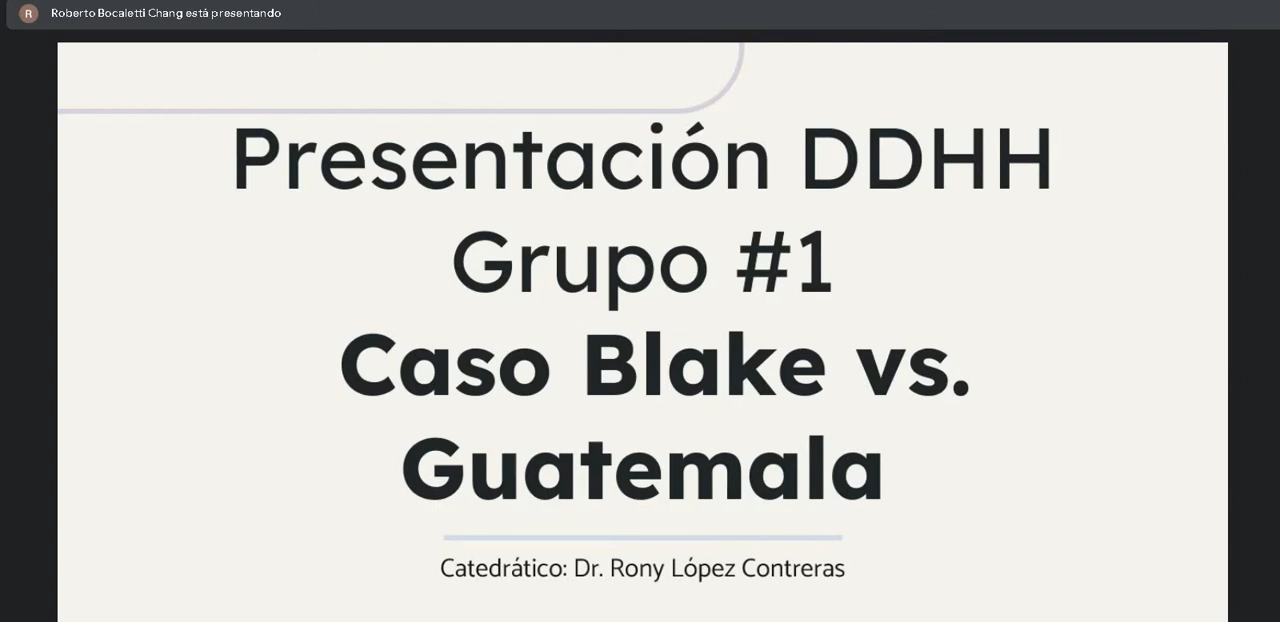 R
Roberto Bocaletti Chang está presentando
Presentación DDHH
Grupo #1
Caso Blake vs.
Guatemala
Catedrático: Dr. Rony López Contreras